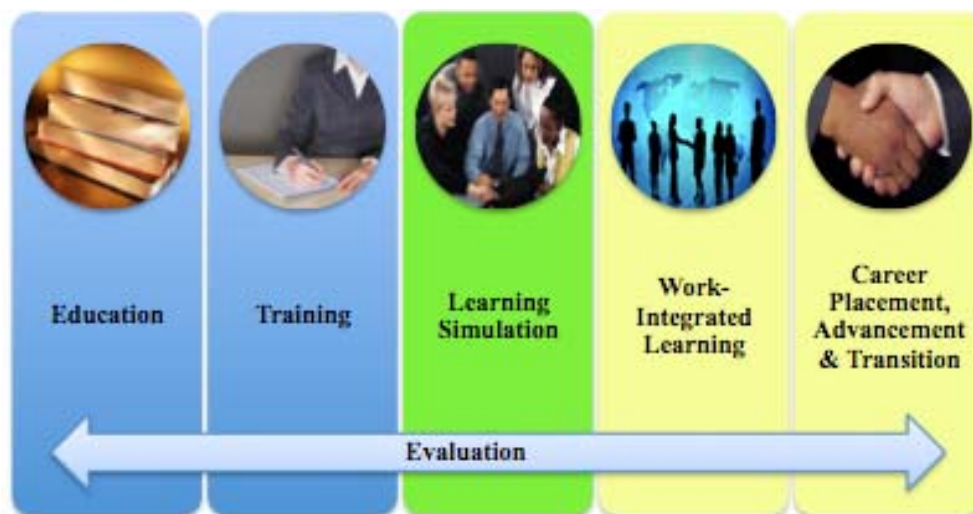 Education
Training
Learning
Simulation
Work-
Integrated
Learning
Career
Placement,
Advancement
& Transition
Evaluation